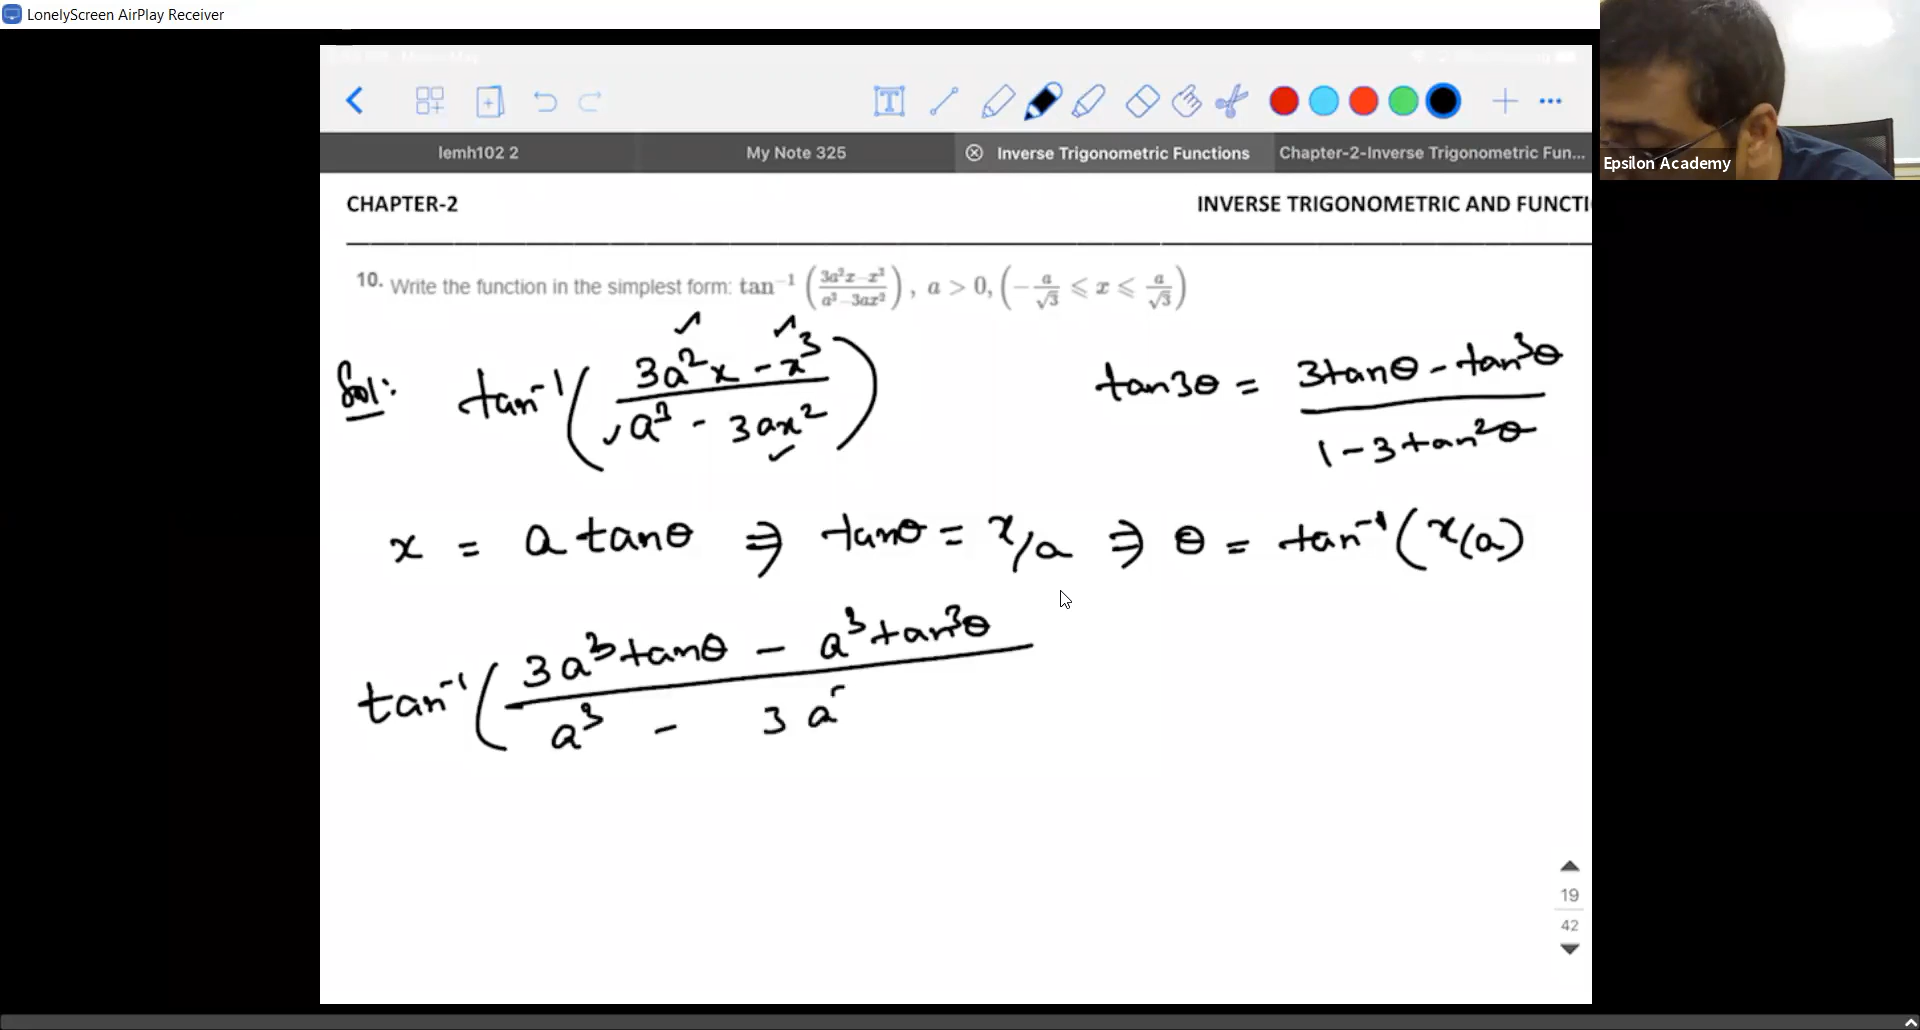 LonelyScreen AirPlay Receiver
T
lemh102 2
My Note 325
Inverse Trigonometric Functions
Chapter-2-Inverse Trigonometric Fun...
Epsilon Academy
CHAPTER-2
INVERSE TRIGONOMETRIC AND FUNCTI
10. Write the function in the simplest form: tan⁻¹ ((3a²x−x³)/(a³−3ax²)), a > 0, (−a/√3 ⩽ x ⩽ a/√3)
Sol: tan⁻¹((3a²x − x³)/(a³ − 3ax²))
tan3θ = (3tanθ − tan³θ)/(1 − 3tan²θ)
x = a tanθ ⇒ tanθ = x/a ⇒ θ = tan⁻¹(x/a)
tan⁻¹( (3a³tanθ − a³tan³θ)/(a³ − 3a
19
42